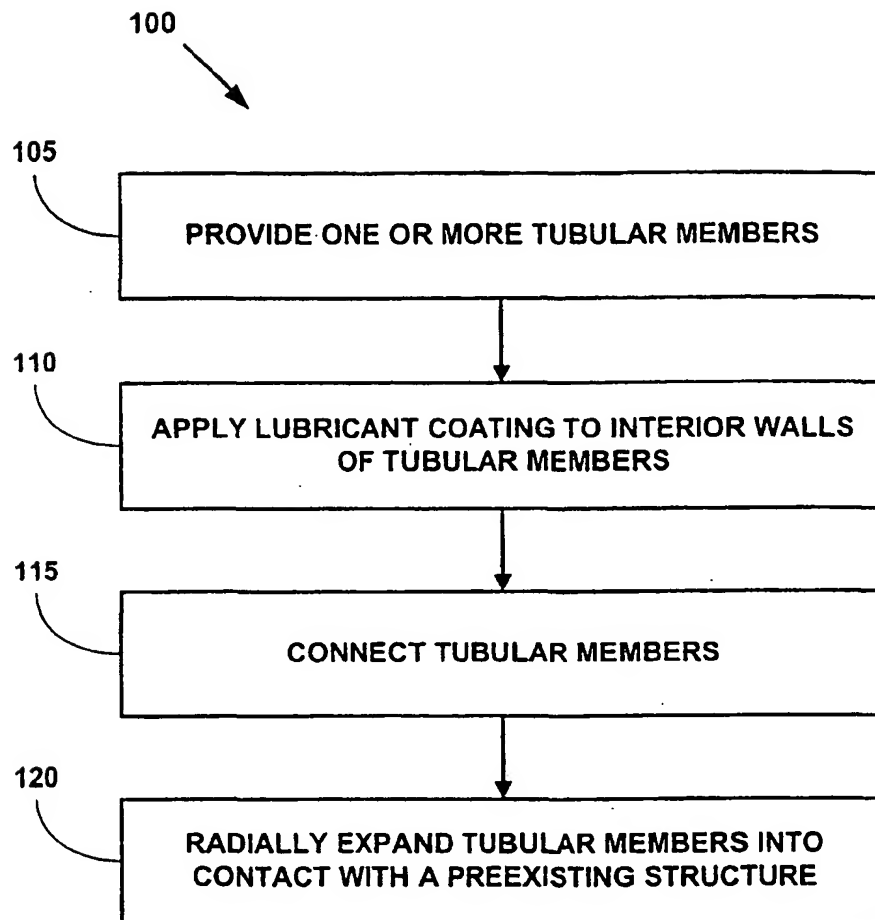 100
105
PROVIDE ONE OR MORE TUBULAR MEMBERS
110
APPLY LUBRICANT COATING TO INTERIOR WALLS
OF TUBULAR MEMBERS
115
CONNECT TUBULAR MEMBERS
120
RADIALLY EXPAND TUBULAR MEMBERS INTO
CONTACT WITH A PREEXISTING STRUCTURE